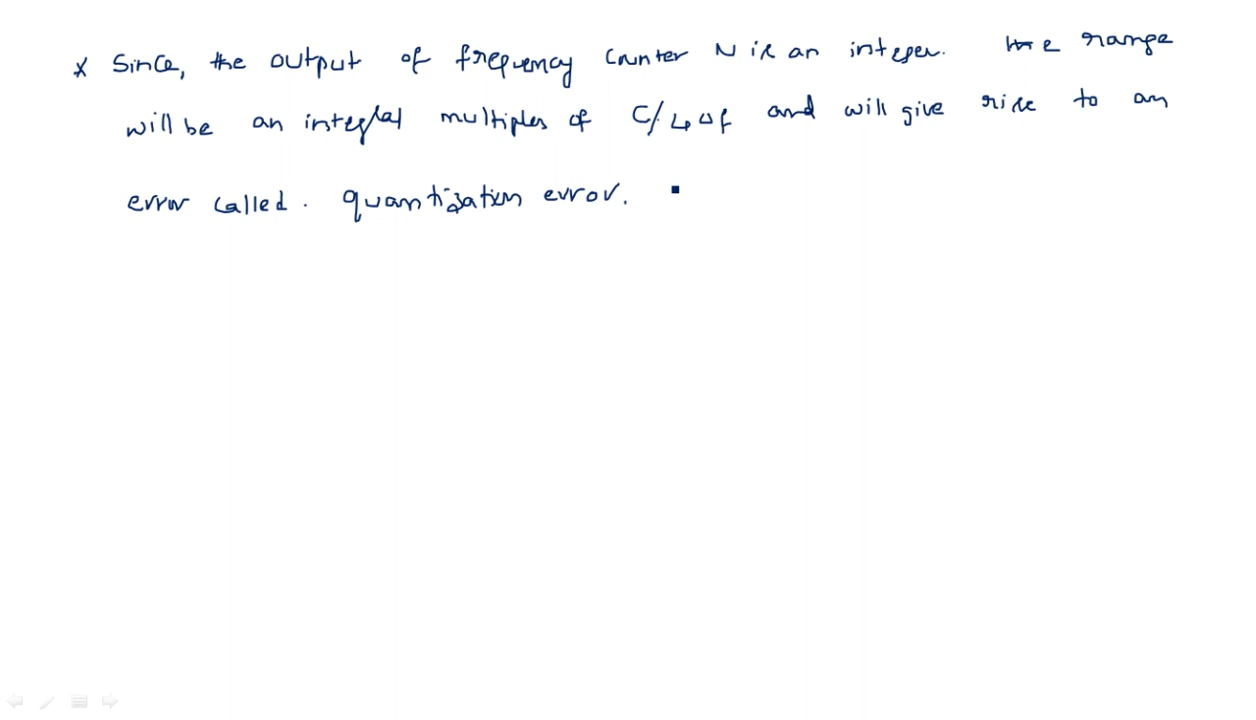 * Since, the output of frequency counter N is an integer. the range
will be an integral multiples of C/4Δf and will give rise to an
error called. quantization error.